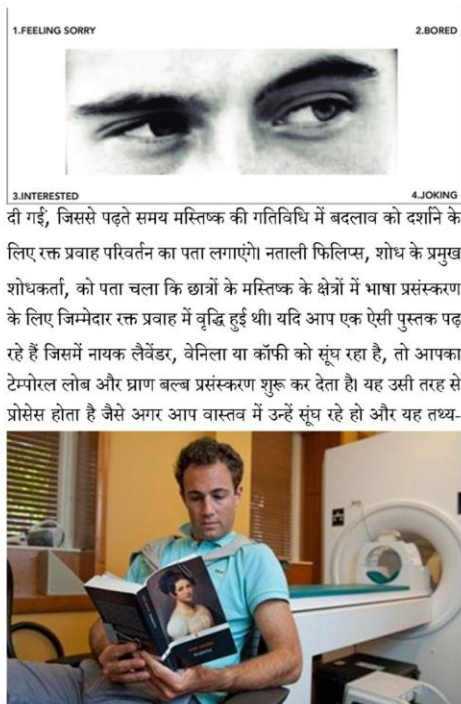 1.FEELING SORRY
2.BORED
3.INTERESTED
4.JOKING
दी गई, जिससे पढ़ते समय मस्तिष्क की गतिविधि में बदलाव को दर्शाने के
लिए रक्त प्रवाह परिवर्तन का पता लगाएंगे। नताली फिलिप्स, शोध के प्रमुख
शोधकर्ता, को पता चला कि छात्रों के मस्तिष्क के क्षेत्रों में भाषा प्रसंस्करण
के लिए जिम्मेदार रक्त प्रवाह में वृद्धि हुई थी। यदि आप एक ऐसी पुस्तक पढ़
रहे हैं जिसमें नायक लैवेंडर, वेनिला या कॉफी को सूंघ रहा है, तो आपका
टेम्पोरल लोब और घ्राण बल्ब प्रसंस्करण शुरू कर देता है। यह उसी तरह से
प्रोसेस होता है जैसे अगर आप वास्तव में उन्हें सूंघ रहे हो और यह तथ्य-